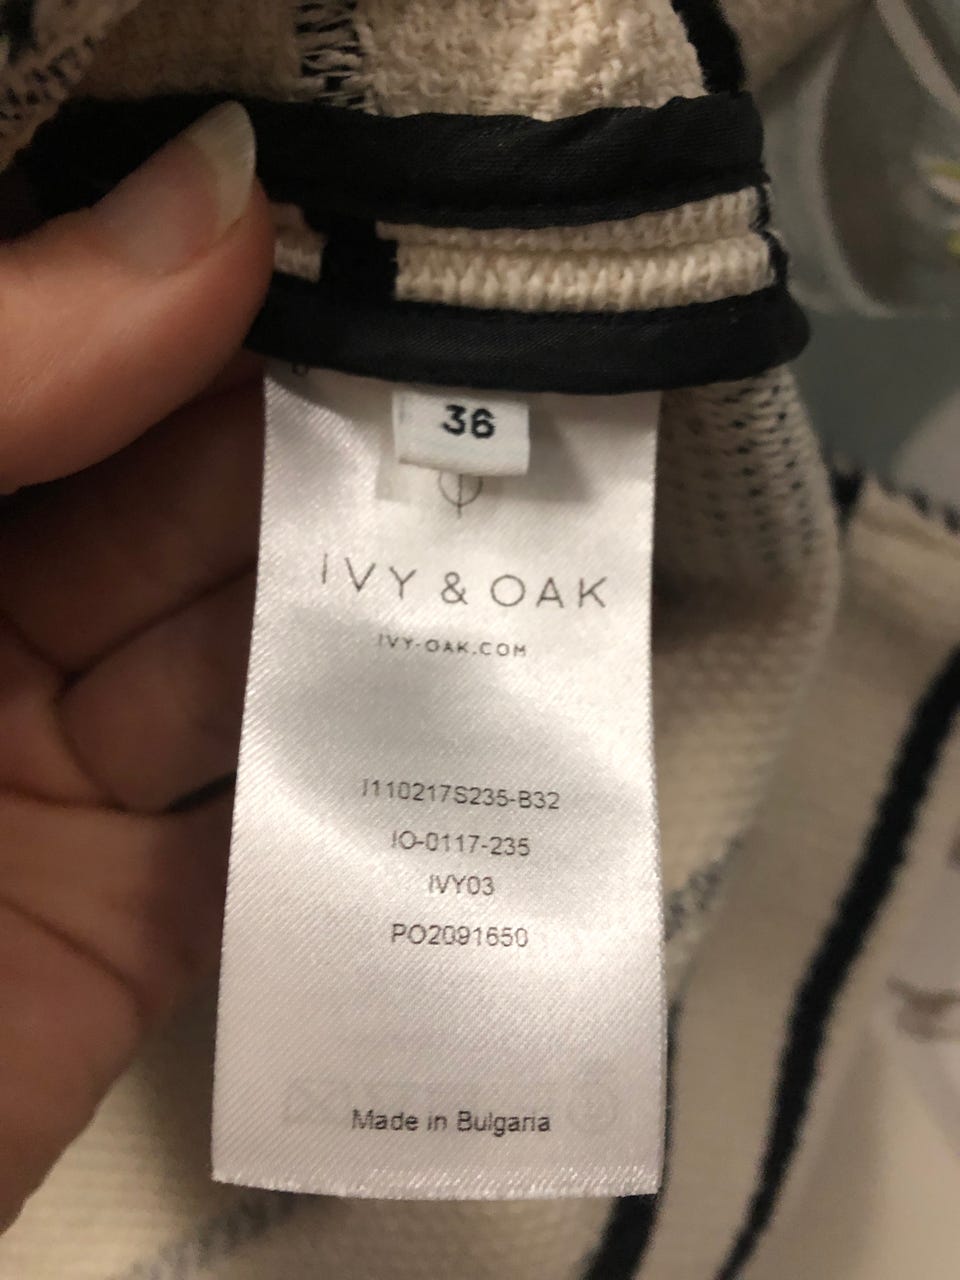 36
IVY & OAK
IVY-OAK.COM
I110217S235-B32
IO-0117-235
IVY03
PO2091650
Made in Bulgaria